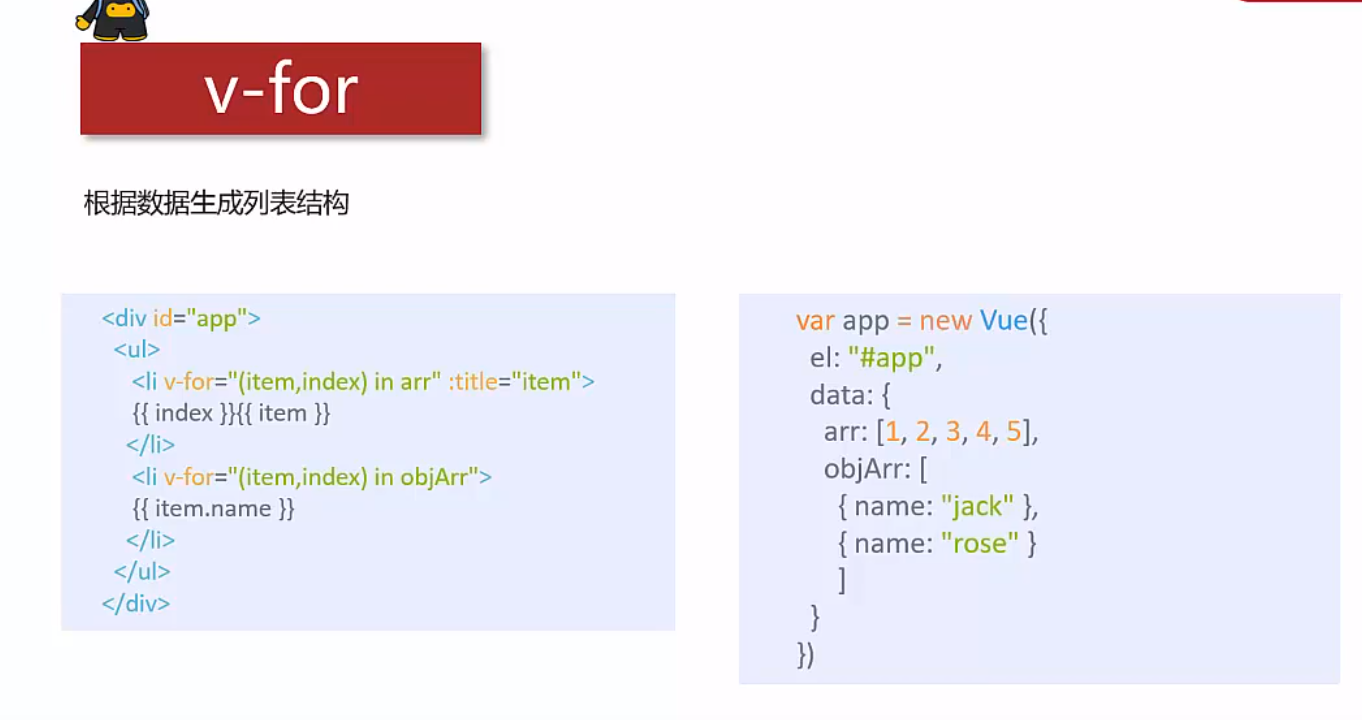 v-for
根据数据生成列表结构
<div id="app">
<ul>
<li v-for="(item,index) in arr" :title="item">
{{ index }}{{ item }}
</li>
<li v-for="(item,index) in objArr">
{{ item.name }}
</li>
</ul>
</div>
var app = new Vue({
el: "#app",
data: {
arr: [1, 2, 3, 4, 5],
objArr: [
{ name: "jack" },
{ name: "rose" }
]
}
})